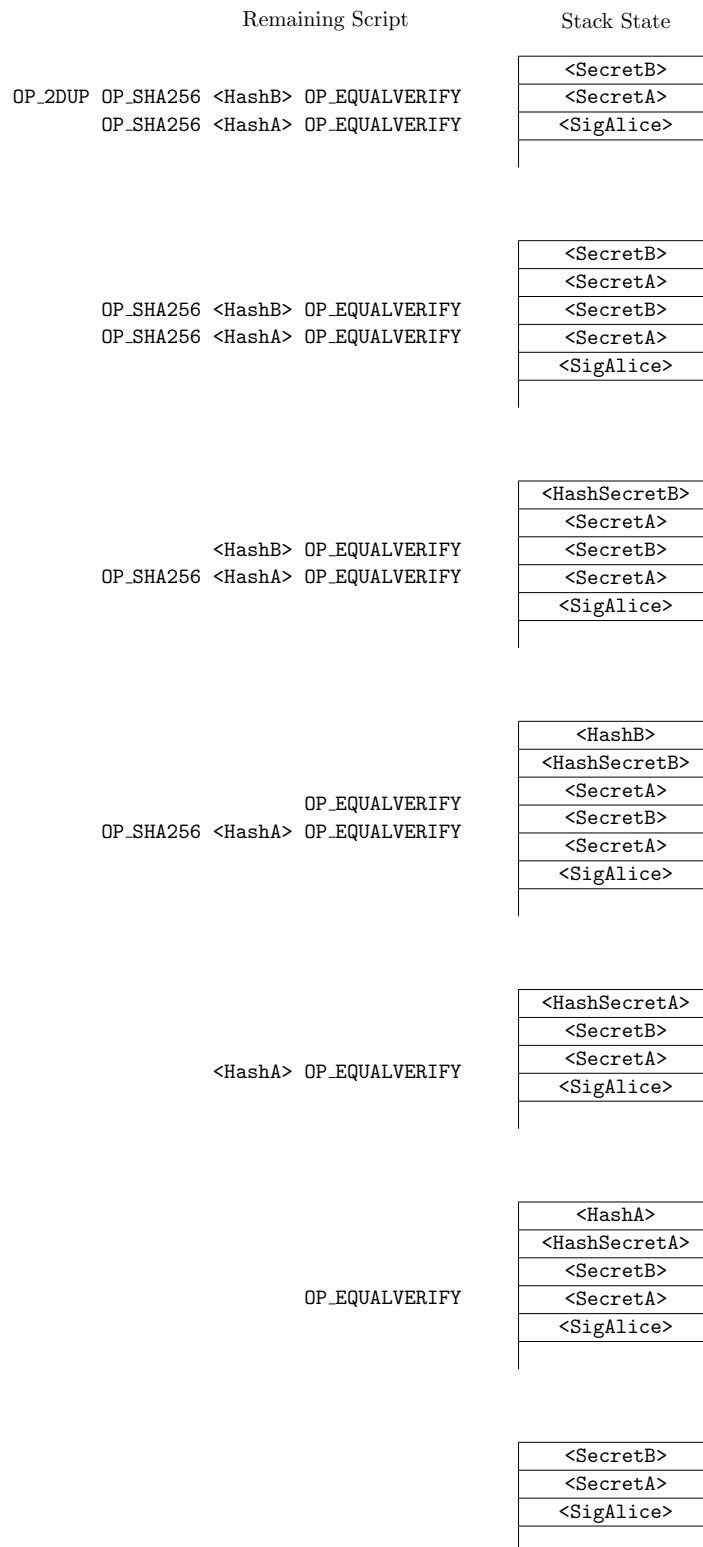 Remaining Script Stack State
<SecretB>
OP_2DUP OP_SHA256 <HashB> OP_EQUALVERIFY <SecretA>
OP_SHA256 <HashA> OP_EQUALVERIFY <SigAlice>
<SecretB>
<SecretA>
OP_SHA256 <HashB> OP_EQUALVERIFY <SecretB>
OP_SHA256 <HashA> OP_EQUALVERIFY <SecretA>
<SigAlice>
<HashSecretB>
<SecretA>
<HashB> OP_EQUALVERIFY <SecretB>
OP_SHA256 <HashA> OP_EQUALVERIFY <SecretA>
<SigAlice>
<HashB>
<HashSecretB>
<SecretA>
OP_EQUALVERIFY <SecretB>
OP_SHA256 <HashA> OP_EQUALVERIFY <SecretA>
<SigAlice>
<HashSecretA>
<SecretB>
<SecretA>
<HashA> OP_EQUALVERIFY <SigAlice>
<HashA>
<HashSecretA>
<SecretB>
OP_EQUALVERIFY <SecretA>
<SigAlice>
<SecretB>
<SecretA>
<SigAlice>